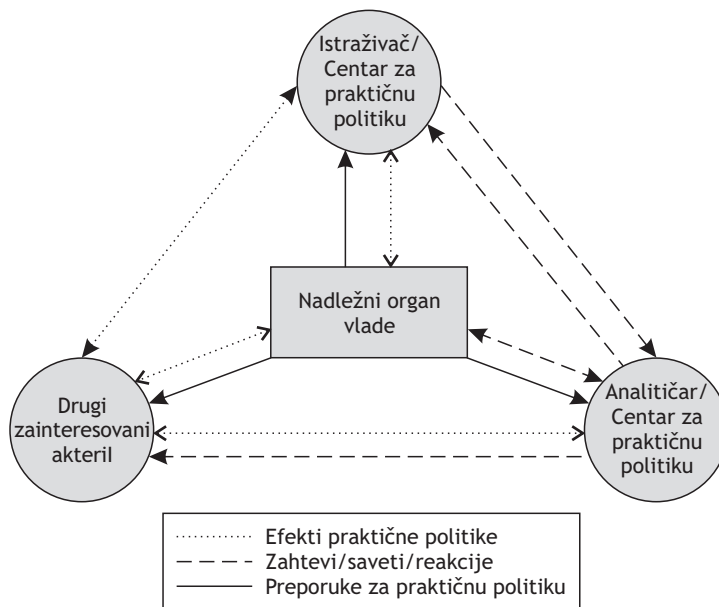 Istraživač/
Centar za
praktičnu
politiku
Nadležni organ
vlade
Drugi
zainteresovani
akteriI
Analitičar/
Centar za
praktičnu
politiku
Efekti praktične politike
Zahtevi/saveti/reakcije
Preporuke za praktičnu politiku